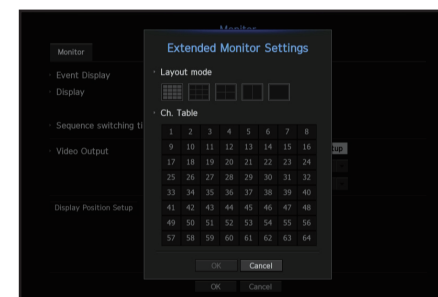 Monitor
Extended Monitor Settings
Monitor
Layout mode
Event Display
Display
Ch. Table
1 2 3 4 5 6 7 8
Sequence switching ti
9 10 11 12 13 14 15 16
Video Output
tup
17 18 19 20 21 22 23 24
25 26 27 28 29 30 31 32
33 34 35 36 37 38 39 40
Display Position Setup
41 42 43 44 45 46 47 48
49 50 51 52 53 54 55 56
57 58 59 60 61 62 63 64
OK Cancel
OK Cancel